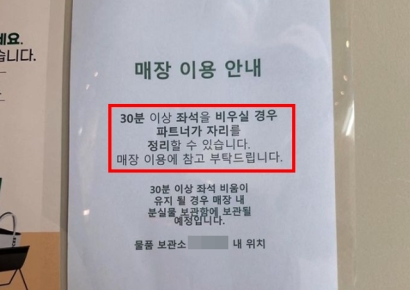 세요.
습니다.
매장 이용 안내
30분 이상 좌석을 비우실 경우
파트너가 자리를
정리할 수 있습니다.
매장 이용에 참고 부탁드립니다.
30분 이상 좌석 비움이
유지 될 경우 매장 내
분실물 보관함에 보관될
예정입니다.
물품 보관소 내 위치